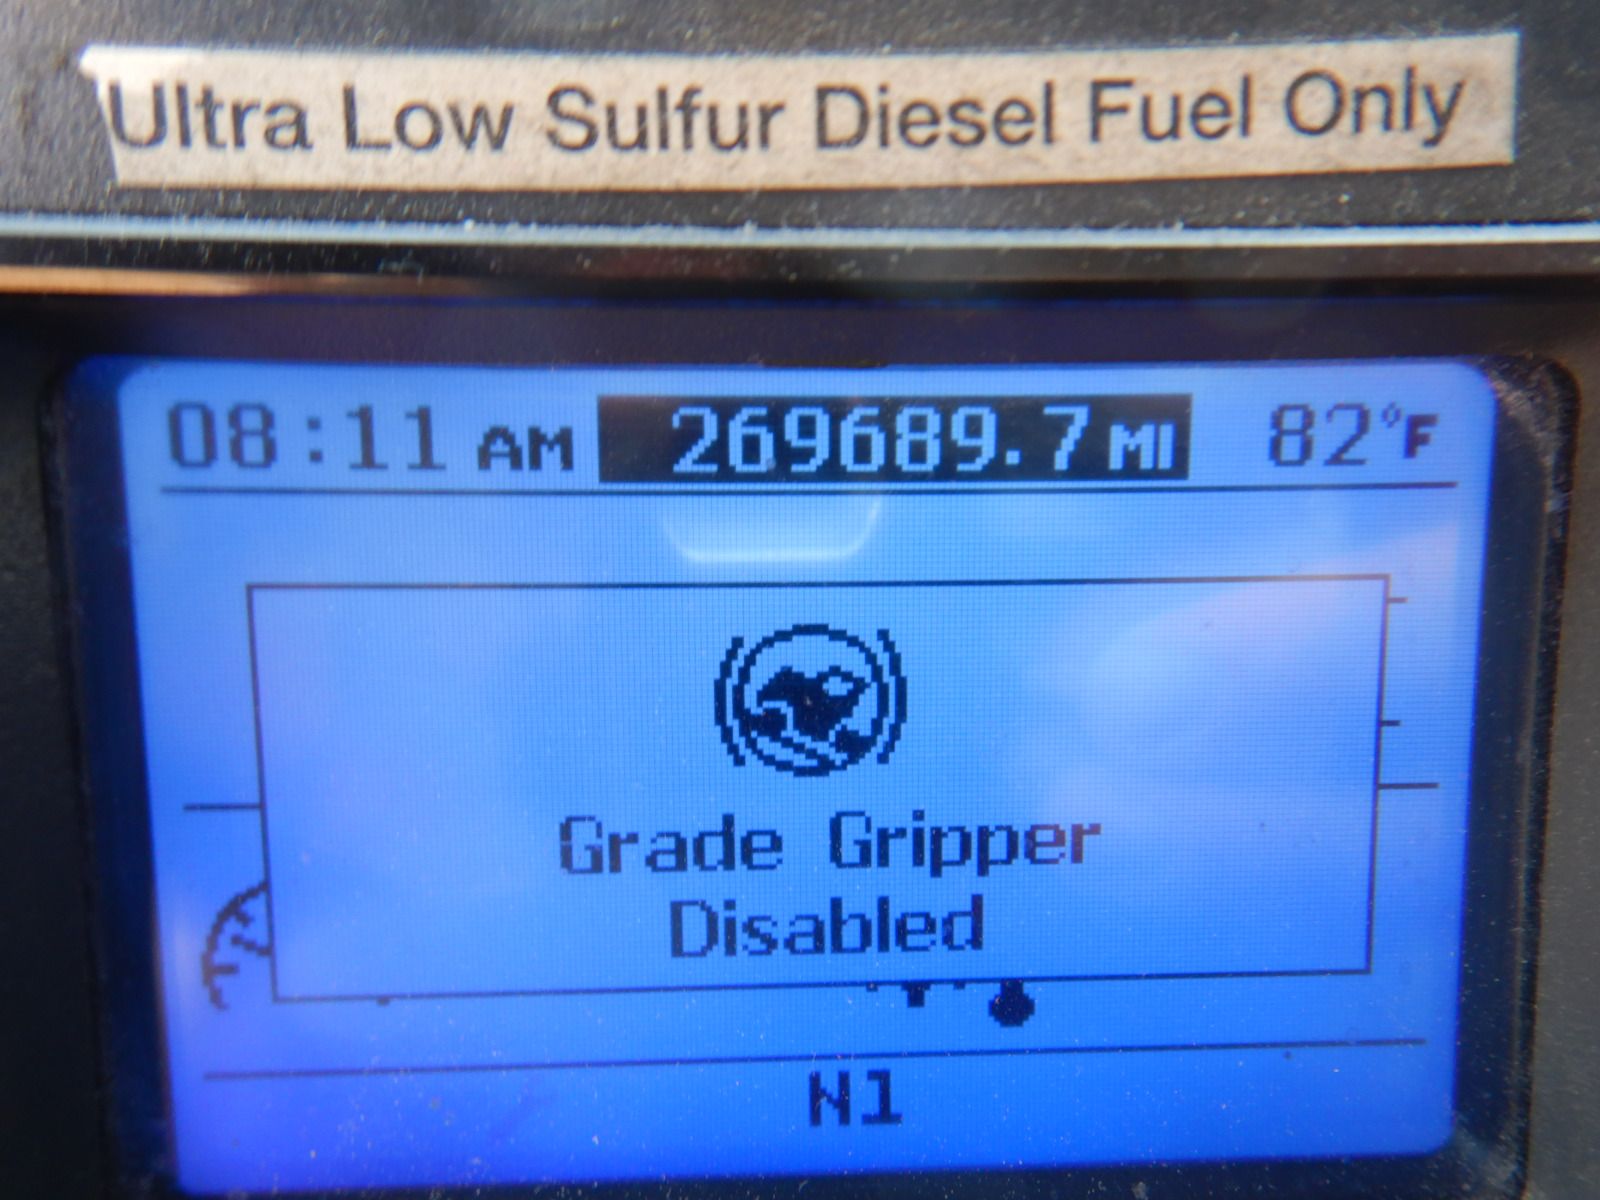 Ultra Low Sulfur Diesel Fuel Only
08:11 AM 269689.7 MI 82°F
Grade Gripper
Disabled
N1